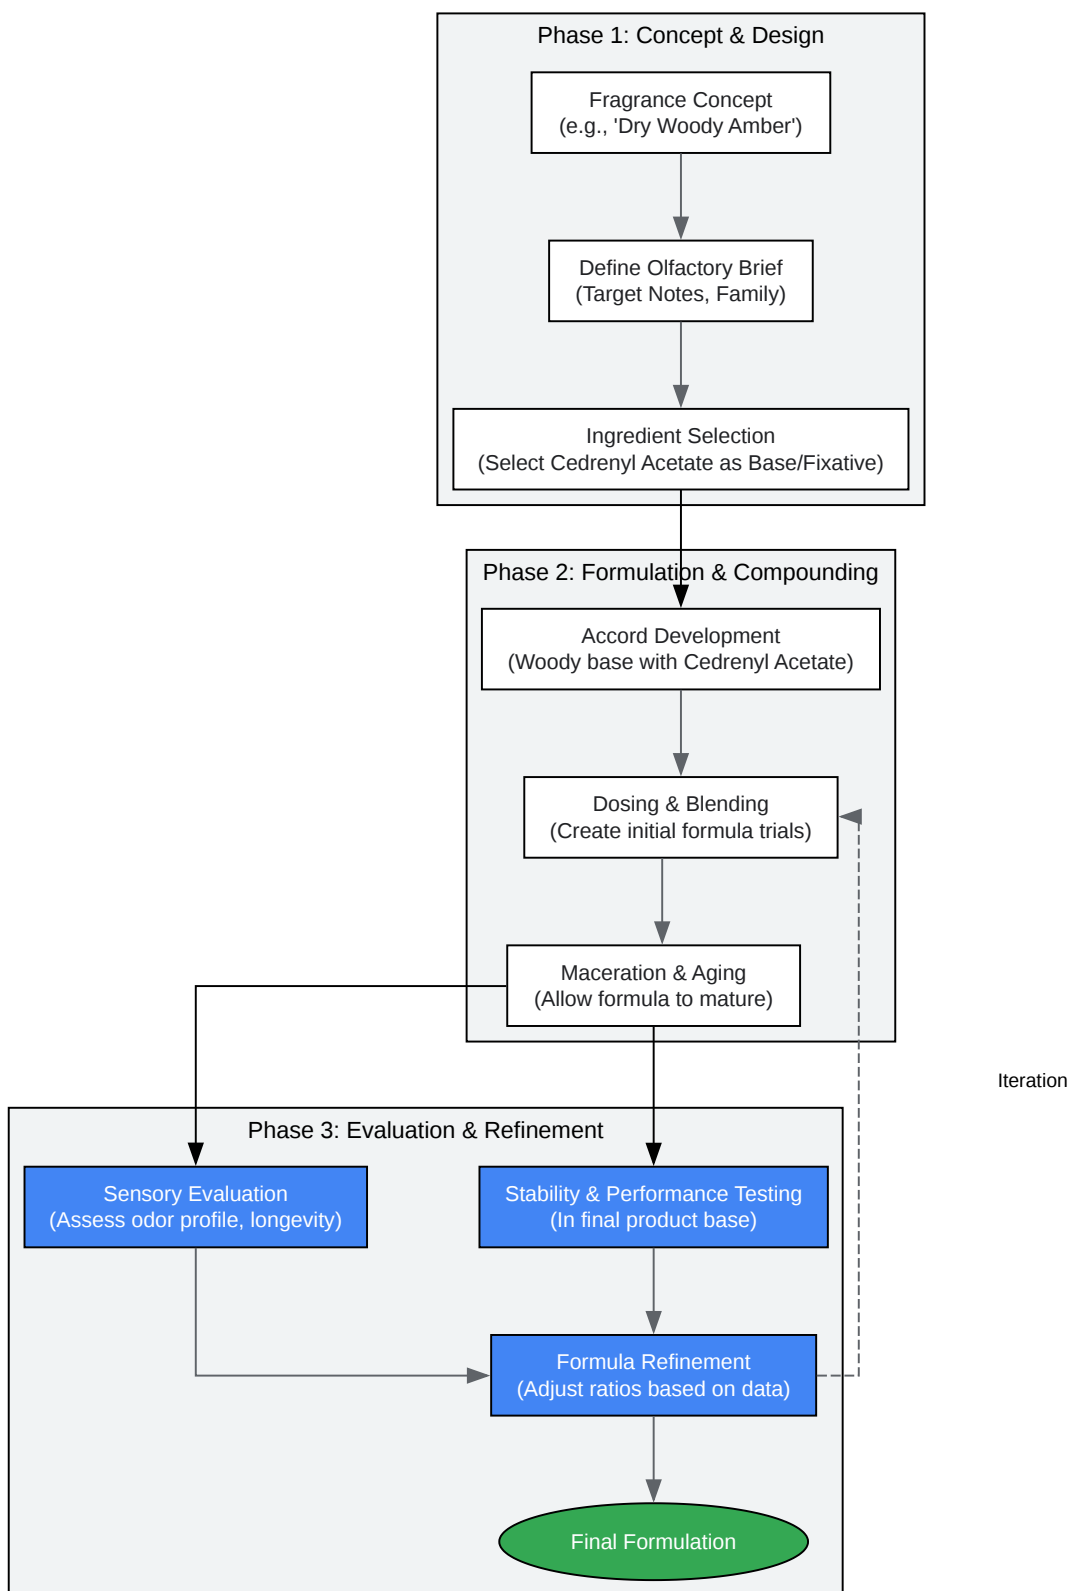 Phase 1: Concept & Design
Fragrance Concept
(e.g., 'Dry Woody Amber')
Define Olfactory Brief
(Target Notes, Family)
Ingredient Selection
(Select Cedrenyl Acetate as Base/Fixative)
Phase 2: Formulation & Compounding
Accord Development
(Woody base with Cedrenyl Acetate)
Dosing & Blending
(Create initial formula trials)
Maceration & Aging
(Allow formula to mature)
Iteration
Phase 3: Evaluation & Refinement
Sensory Evaluation
(Assess odor profile, longevity)
Stability & Performance Testing
(In final product base)
Formula Refinement
(Adjust ratios based on data)
Final Formulation